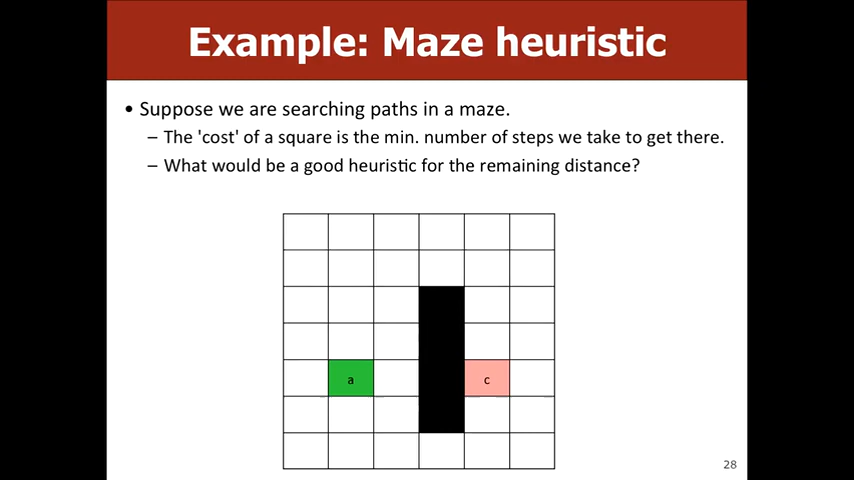 Example: Maze heuristic
• Suppose we are searching paths in a maze.
– The 'cost' of a square is the min. number of steps we take to get there.
– What would be a good heuristic for the remaining distance?
a
c
28